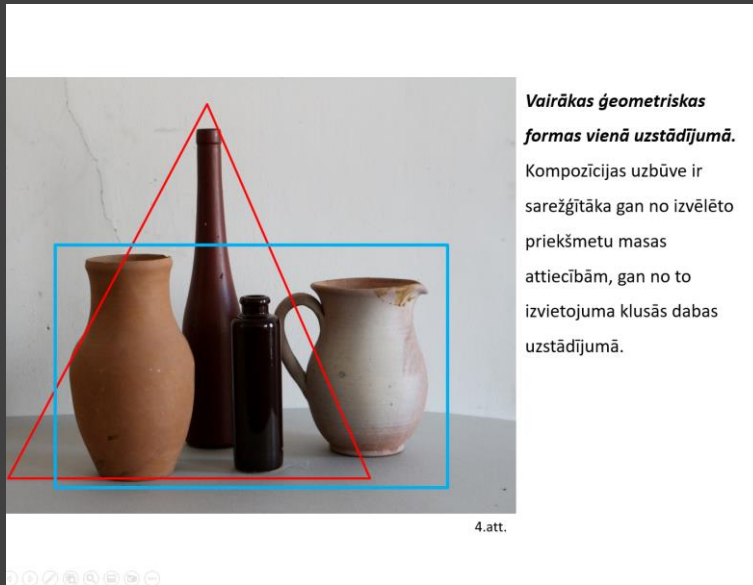 Vairākas ģeometriskas
formas vienā uzstādījumā.
Kompozīcijas uzbūve ir
sarežģītāka gan no izvēlēto
priekšmetu masas
attiecībām, gan no to
izvietojuma klusās dabas
uzstādījumā.
4.att.